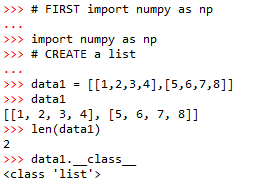 >>> # FIRST import numpy as np
...
>>> import numpy as np
>>> # CREATE a list
...
>>> data1 = [[1,2,3,4],[5,6,7,8]]
>>> data1
[[1, 2, 3, 4], [5, 6, 7, 8]]
>>> len(data1)
2
>>> data1.__class__
<class 'list'>